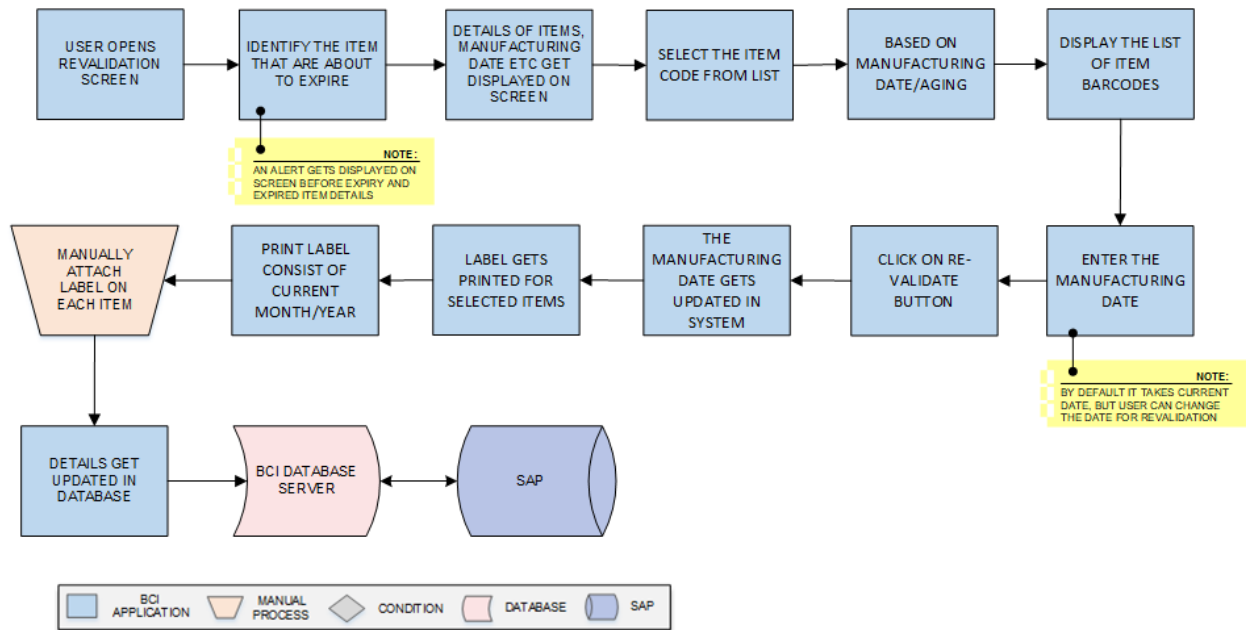 USER OPENS
REVALIDATION
SCREEN
IDENTIFY THE ITEM
THAT ARE ABOUT
TO EXPIRE
DETAILS OF ITEMS,
MANUFACTURING
DATE ETC GET
DISPLAYED ON
SCREEN
SELECT THE ITEM
CODE FROM LIST
BASED ON
MANUFACTURING
DATE/AGING
DISPLAY THE LIST
OF ITEM
BARCODES
NOTE:
AN ALERT GETS DISPLAYED ON
SCREEN BEFORE EXPIRY AND
EXPIRED ITEM DETAILS
ENTER THE
MANUFACTURING
DATE
NOTE:
BY DEFAULT IT TAKES CURRENT
DATE, BUT USER CAN CHANGE
THE DATE FOR REVALIDATION
CLICK ON RE-
VALIDATE
BUTTON
THE
MANUFACTURING
DATE GETS
UPDATED IN
SYSTEM
LABEL GETS
PRINTED FOR
SELECTED ITEMS
PRINT LABEL
CONSIST OF
CURRENT
MONTH/YEAR
MANUALLY
ATTACH
LABEL ON
EACH ITEM
DETAILS GET
UPDATED IN
DATABASE
BCI DATABASE
SERVER
SAP
BCI
APPLICATION
MANUAL
PROCESS
CONDITION
DATABASE
SAP